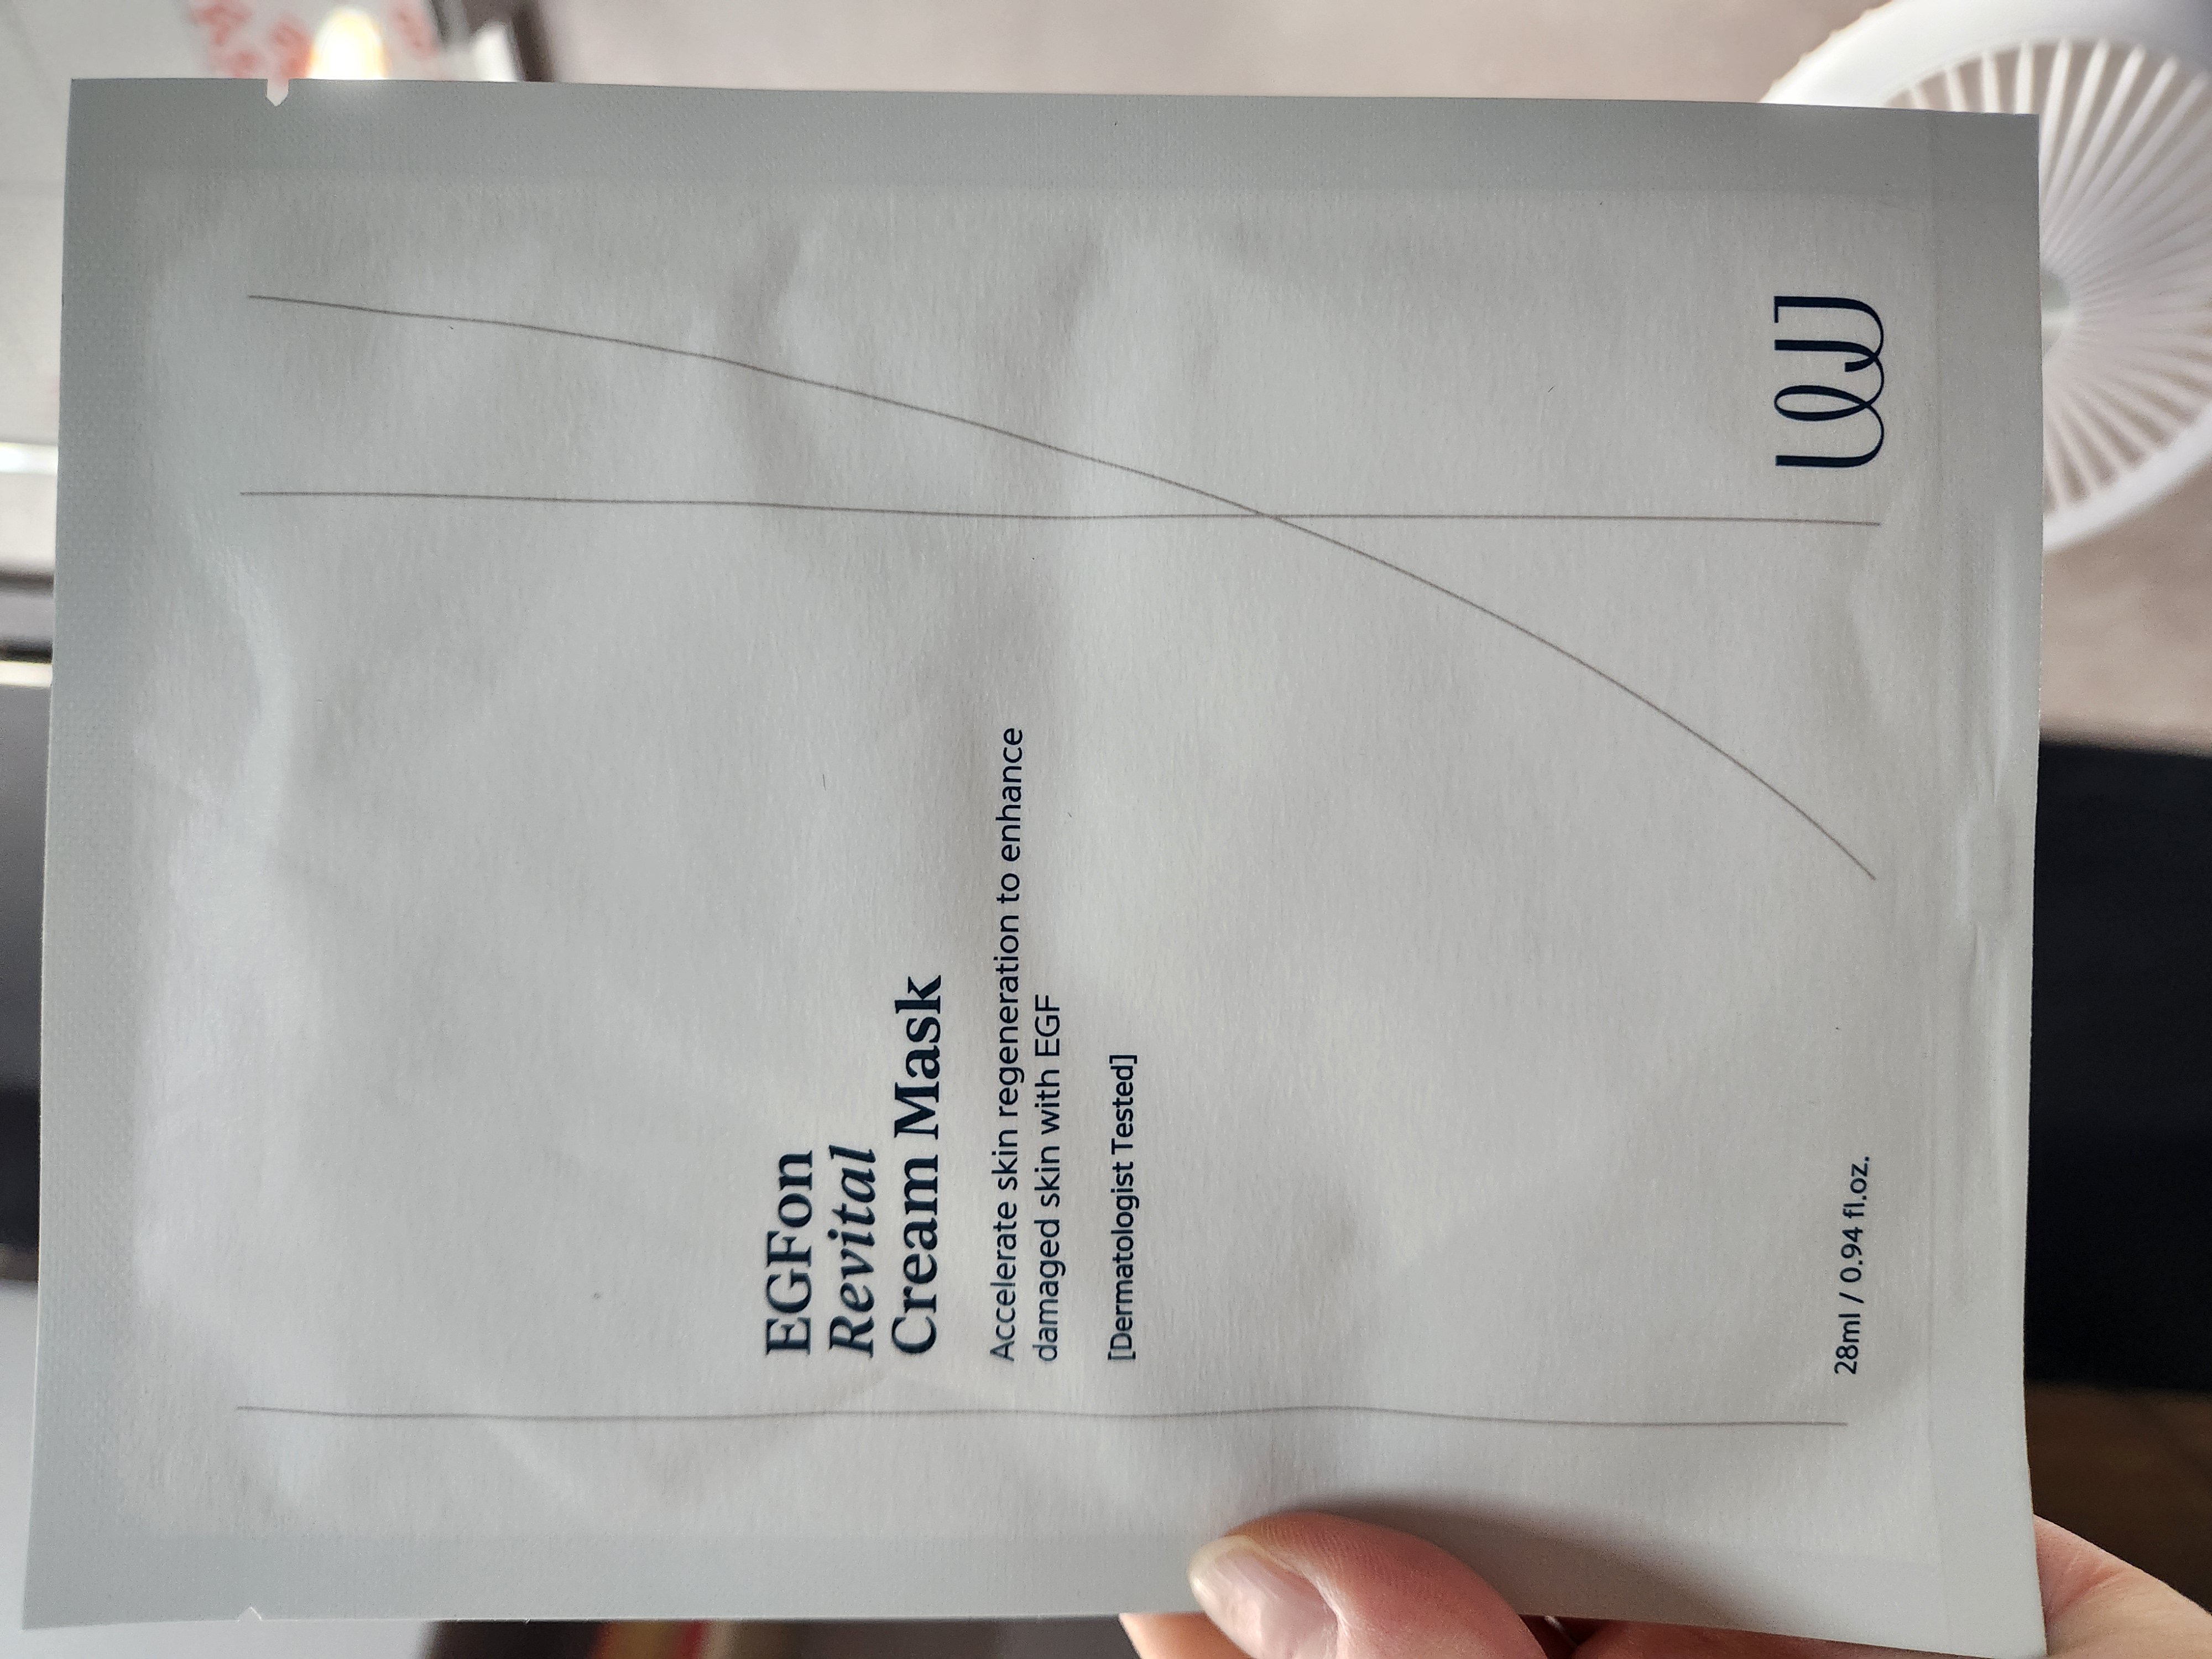 EGFon
Revital
Cream Mask
Accelerate skin regeneration to enhance
damaged skin with EGF
[Dermatologist Tested]
28ml / 0.94 fl.oz.